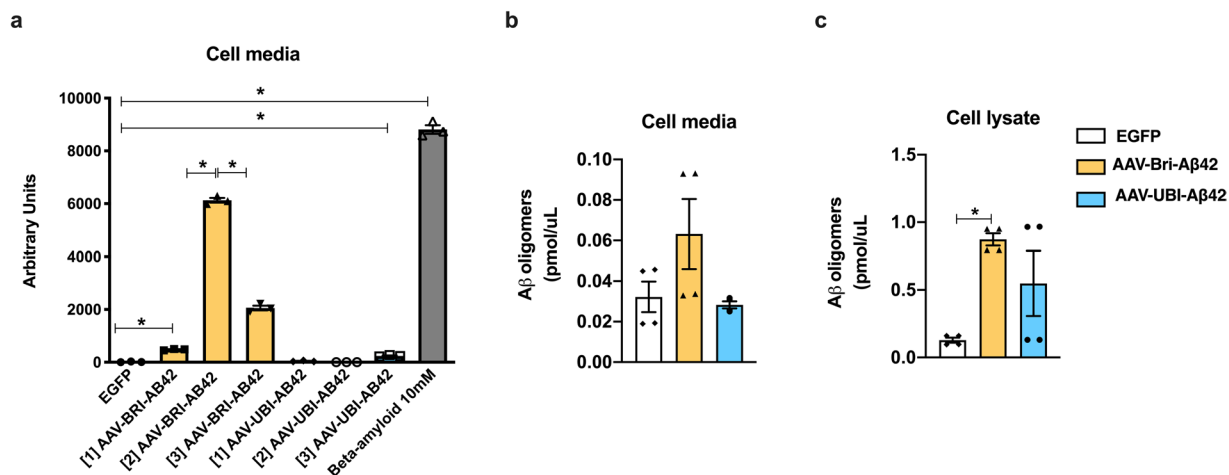 a
Cell media
Arbitrary Units
10000
8000
6000
4000
2000
0
*
*
*
*
*
EGFP
[1] AAV-BRI-AB42
[2] AAV-BRI-AB42
[3] AAV-BRI-AB42
[1] AAV-UBI-AB42
[2] AAV-UBI-AB42
[3] AAV-UBI-AB42
Beta-amyloid 10mM
b
Cell media
Aβ oligomers
(pmol/uL)
0.10
0.08
0.06
0.04
0.02
0.00
c
Cell lysate
Aβ oligomers
(pmol/uL)
1.5
1.0
0.5
0.0
*
EGFP
AAV-Bri-Aβ42
AAV-UBI-Aβ42